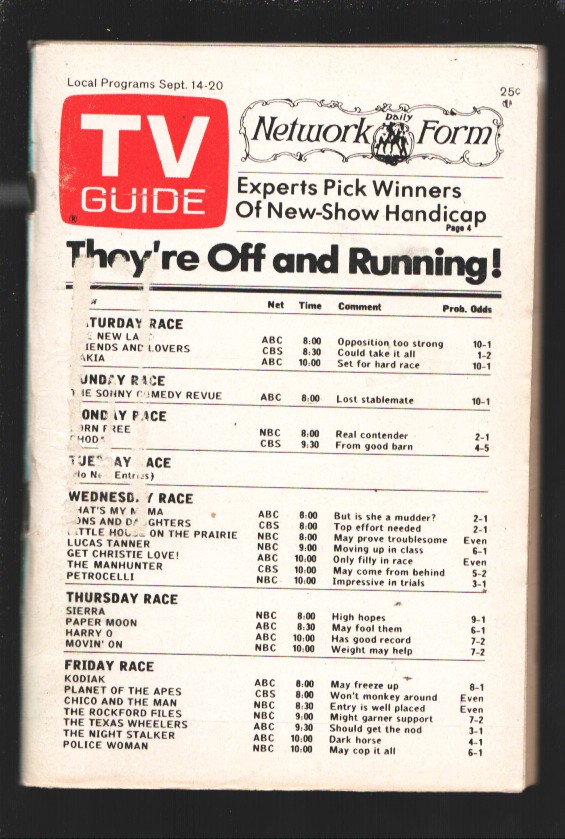 Local Programs Sept. 14-20
25¢
TV
GUIDE
®
Network Daily Form
Experts Pick Winners
Of New-Show Handicap
Page 4
They're Off and Running!
Net Time Comment Prob. Odds
RACE
NEW ABC 8:00 Opposition too strong 10-1
AND LOVERS CBS 8:30 Could take it all 1-2
ABC 10:00 Set for hard race 10-1
RACE
SONNY COMEDY REVUE ABC 8:00 Lost stablemate 10-1
RACE
FREE NBC 8:00 Real contender 2-1
CBS 9:30 From good barn 4-5
WEDNESDAY RACE
MY ABC 8:00 But is she a mudder? 2-1
AND DAUGHTERS CBS 8:00 Top effort needed 2-1
LITTLE HOUSE ON THE PRAIRIE NBC 8:00 May prove troublesome Even
LUCAS TANNER NBC 9:00 Moving up in class 6-1
GET CHRISTIE LOVE! ABC 10:00 Only filly in race Even
THE MANHUNTER CBS 10:00 May come from behind 5-2
PETROCELLI NBC 10:00 Impressive in trials 3-1
THURSDAY RACE
SIERRA NBC 8:00 High hopes 9-1
PAPER MOON ABC 8:30 May fool them 6-1
HARRY O ABC 10:00 Has good record 7-2
MOVIN' ON NBC 10:00 Weight may help 7-2
FRIDAY RACE
KODIAK ABC 8:00 May freeze up 8-1
PLANET OF THE APES CBS 8:00 Won't monkey around Even
CHICO AND THE MAN NBC 8:30 Entry is well placed Even
THE ROCKFORD FILES NBC 9:00 Might garner support 7-2
THE TEXAS WHEELERS ABC 9:30 Should get the nod 3-1
THE NIGHT STALKER ABC 10:00 Dark horse 4-1
POLICE WOMAN NBC 10:00 May cop it all 6-1